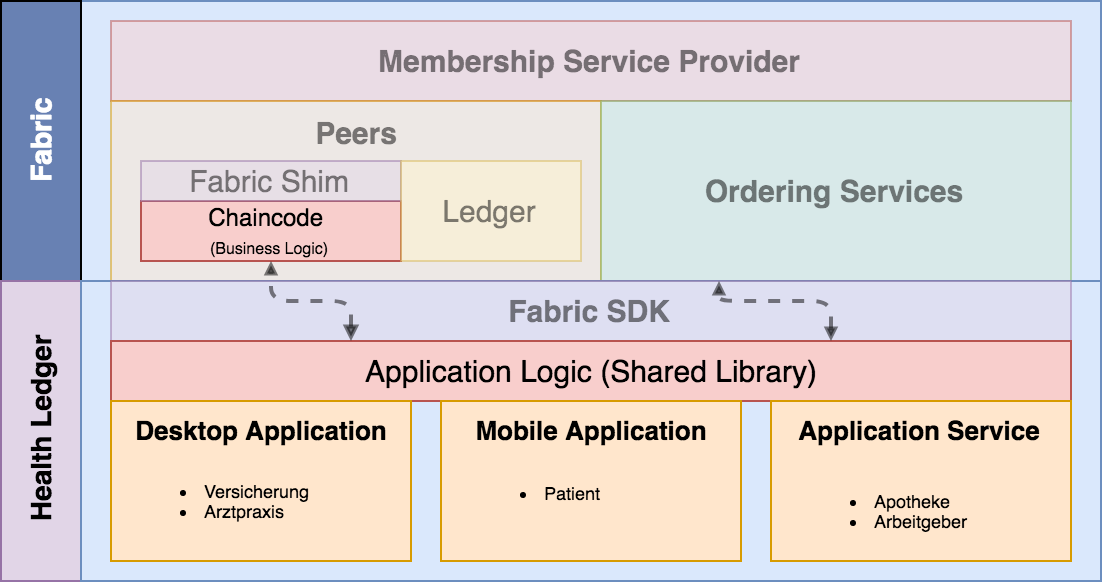 Fabric
Membership Service Provider
Peers
Fabric Shim
Chaincode
(Business Logic)
Ledger
Ordering Services
Health Ledger
Fabric SDK
Application Logic (Shared Library)
Desktop Application
• Versicherung
• Arztpraxis
Mobile Application
• Patient
Application Service
• Apotheke
• Arbeitgeber